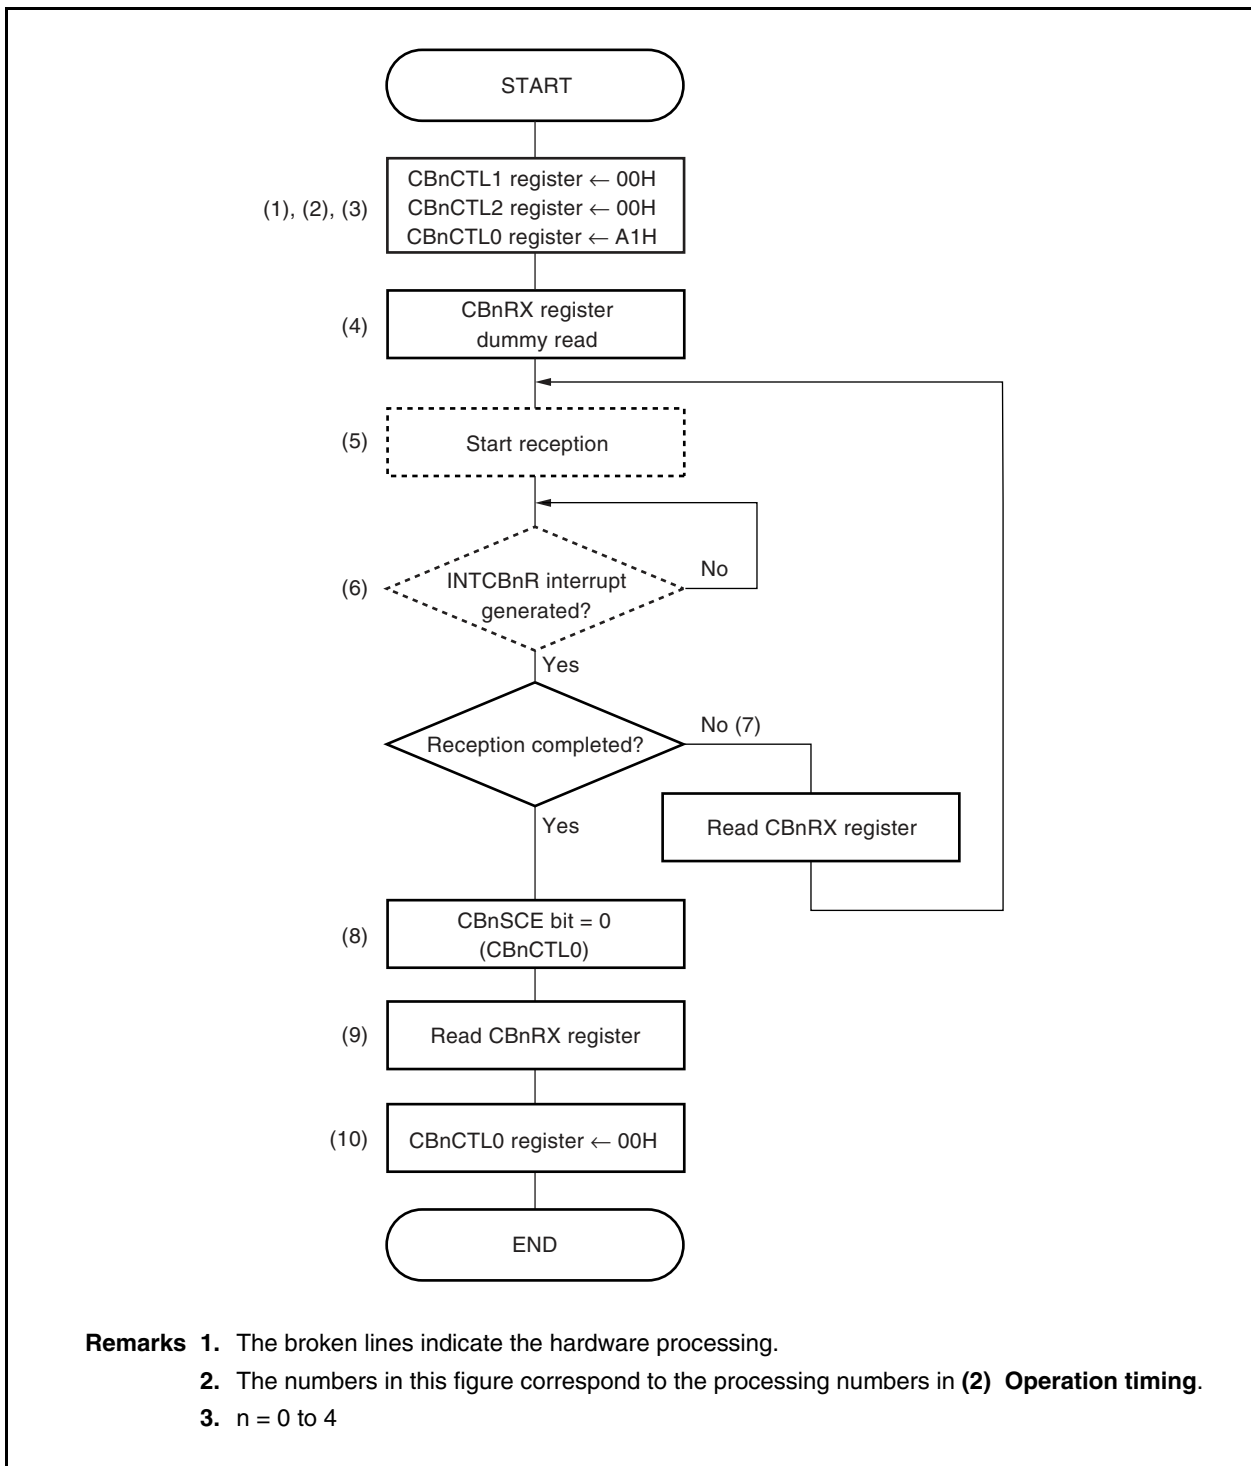 START
(1), (2), (3)
CBnCTL1 register ← 00H
CBnCTL2 register ← 00H
CBnCTL0 register ← A1H
(4)
CBnRX register
dummy read
(5)
Start reception
(6)
INTCBnR interrupt
generated?
No
Yes
Reception completed?
No (7)
Read CBnRX register
Yes
(8)
CBnSCE bit = 0
(CBnCTL0)
(9)
Read CBnRX register
(10)
CBnCTL0 register ← 00H
END
Remarks 1. The broken lines indicate the hardware processing.
2. The numbers in this figure correspond to the processing numbers in (2) Operation timing.
3. n = 0 to 4